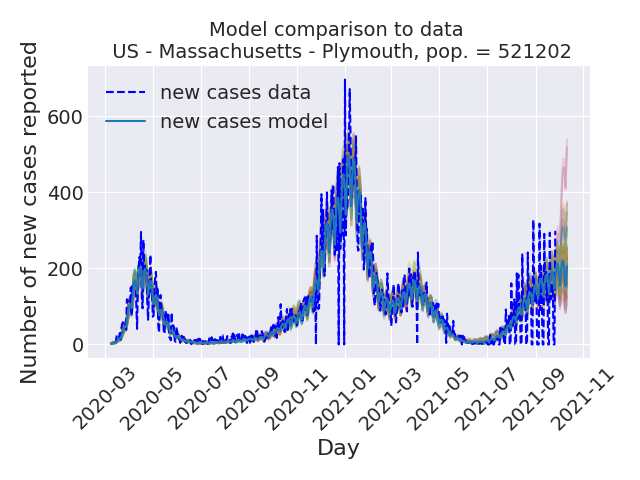 Model comparison to data
US - Massachusetts - Plymouth, pop. = 521202
Number of new cases reported
new cases data
new cases model
600
400
200
0
2020-03
2020-05
2020-07
2020-09
2020-11
2021-01
2021-03
2021-05
2021-07
2021-09
2021-11
Day